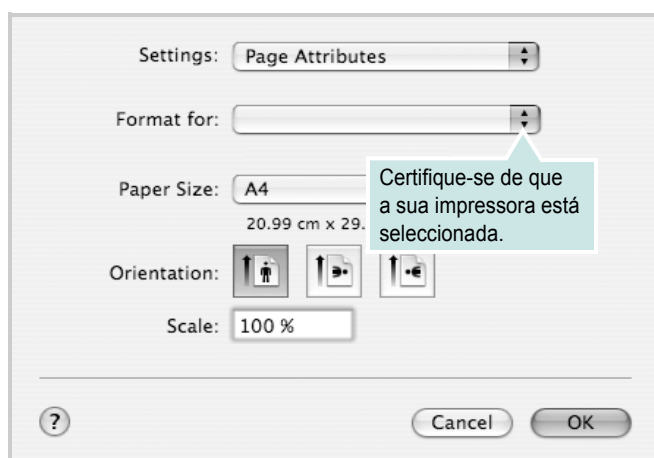 Settings: Page Attributes
Format for:
Certifique-se de que
a sua impressora está
seleccionada.
Paper Size: A4
20.99 cm x 29.
Orientation:
Scale: 100 %
? Cancel OK